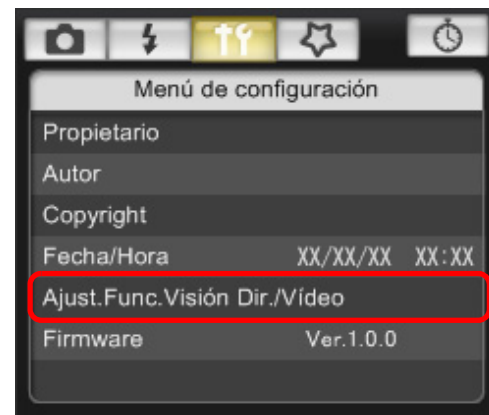 Menú de configuración
Propietario
Autor
Copyright
Fecha/Hora XX/XX/XX XX:XX
Ajust.Func.Visión Dir./Vídeo
Firmware Ver.1.0.0